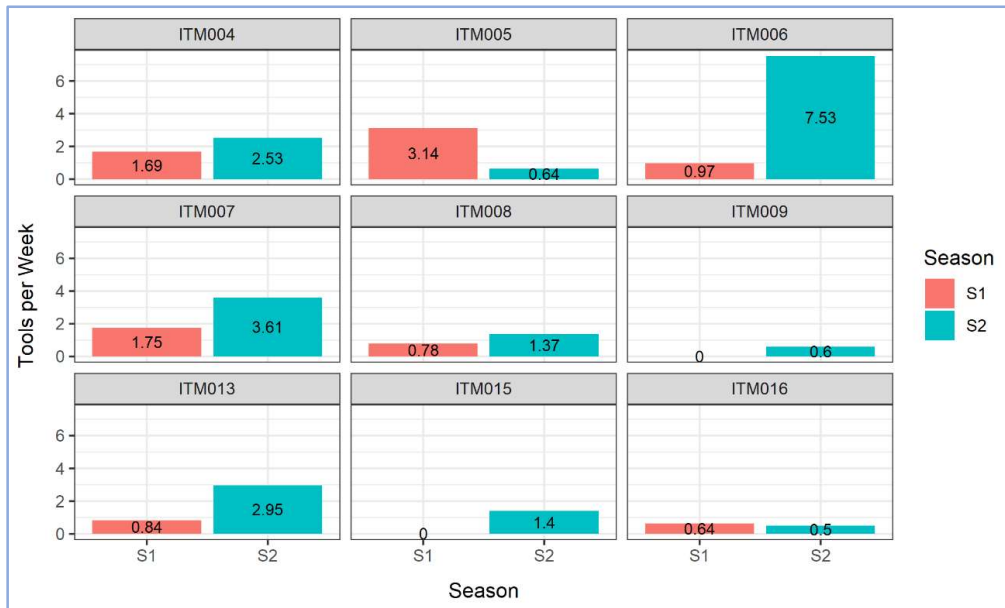 ITM004 ITM005 ITM006
6
4
2
0
1.69 2.53 3.14 0.64 0.97 7.53
ITM007 ITM008 ITM009
6
4
2
0
1.75 3.61 0.78 1.37 0 0.6
ITM013 ITM015 ITM016
6
4
2
0
0.84 2.95 0 1.4 0.64 0.5
S1 S2 S1 S2 S1 S2
Season
Tools per Week
Season
S1
S2